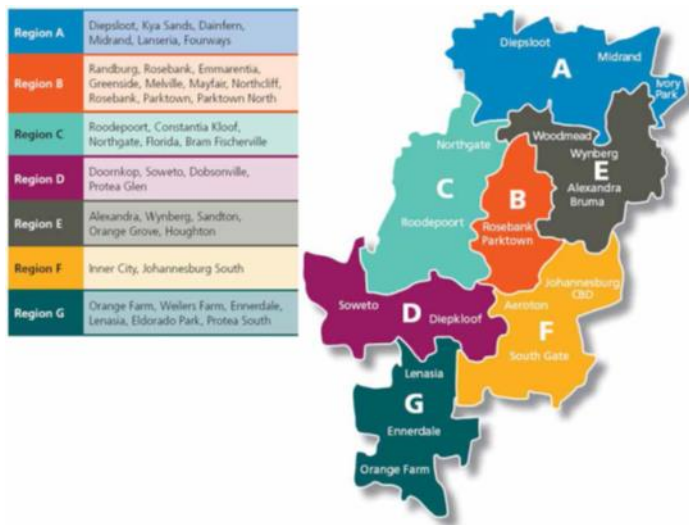 Region A
Diepsloot, Kya Sands, Dainfern,
Midrand, Lanseria, Fourways
Region B
Randburg, Rosebank, Emmarentia,
Greenside, Melville, Mayfair, Northcliff,
Rosebank, Parktown, Parktown North
Region C
Roodepoort, Constantia Kloof,
Northgate, Florida, Bram Fischerville
Region D
Doornkop, Soweto, Dobsonville,
Protea Glen
Region E
Alexandra, Wynberg, Sandton,
Orange Grove, Houghton
Region F
Inner City, Johannesburg South
Region G
Orange Farm, Weilers Farm, Ennerdale,
Lenasia, Eldorado Park, Protea South
Diepsloot
Midrand
A
Ivory
Park
Woodmead
Northgate
Wynberg
E
C
B
Alexandra
Bruma
Roodepoort
Rosebank
Parktown
Johannesburg
CBD
Soweto
Aeroton
D
Diepkloof
F
South Gate
Lenasia
G
Ennerdale
Orange Farm